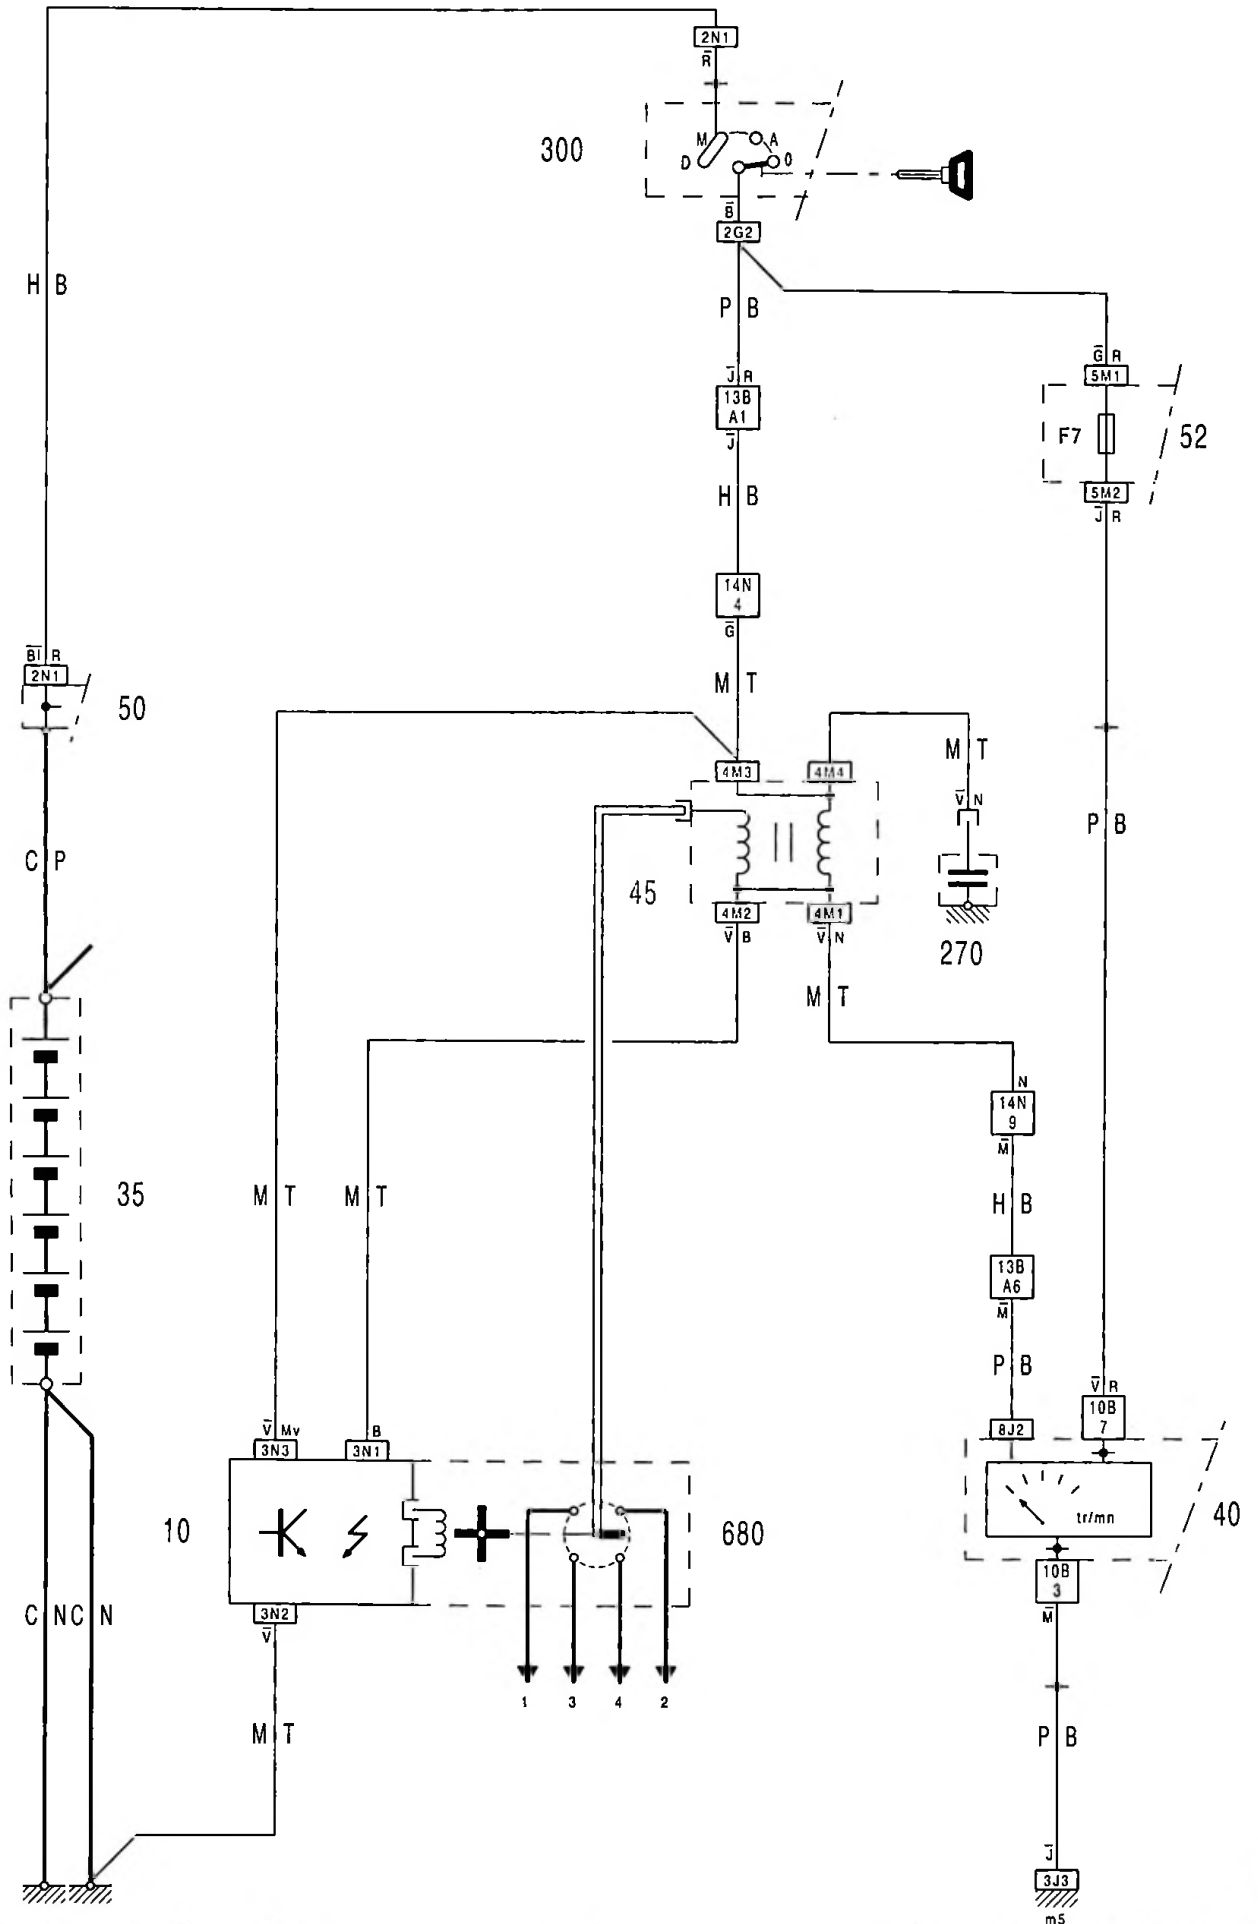 2N1
R̄
M A
300
D 0
B̄
2G2
H B
P B
Ḡ R
5M1
J̄ R
13B
A1
J̄
F7
52
5M2
J̄ R
H B
14N
4
Ḡ
B̄Ī R
2N1
M T
50
4M3
4M4
M T
V̄ N
P B
C P
45
4M2
4M1
V̄ B
V̄ N
270
M T
N
14N
9
M̄
35
M T
M T
H B
13B
A6
M̄
P B
V̄ R
10B
7
V̄ Mv
B
3N3
3N1
8J2
tr/mn
10
680
40
10B
3
M̄
C N C N
3N2
V̄
1 3 4 2
M T
P B
J̄
3J3
m5